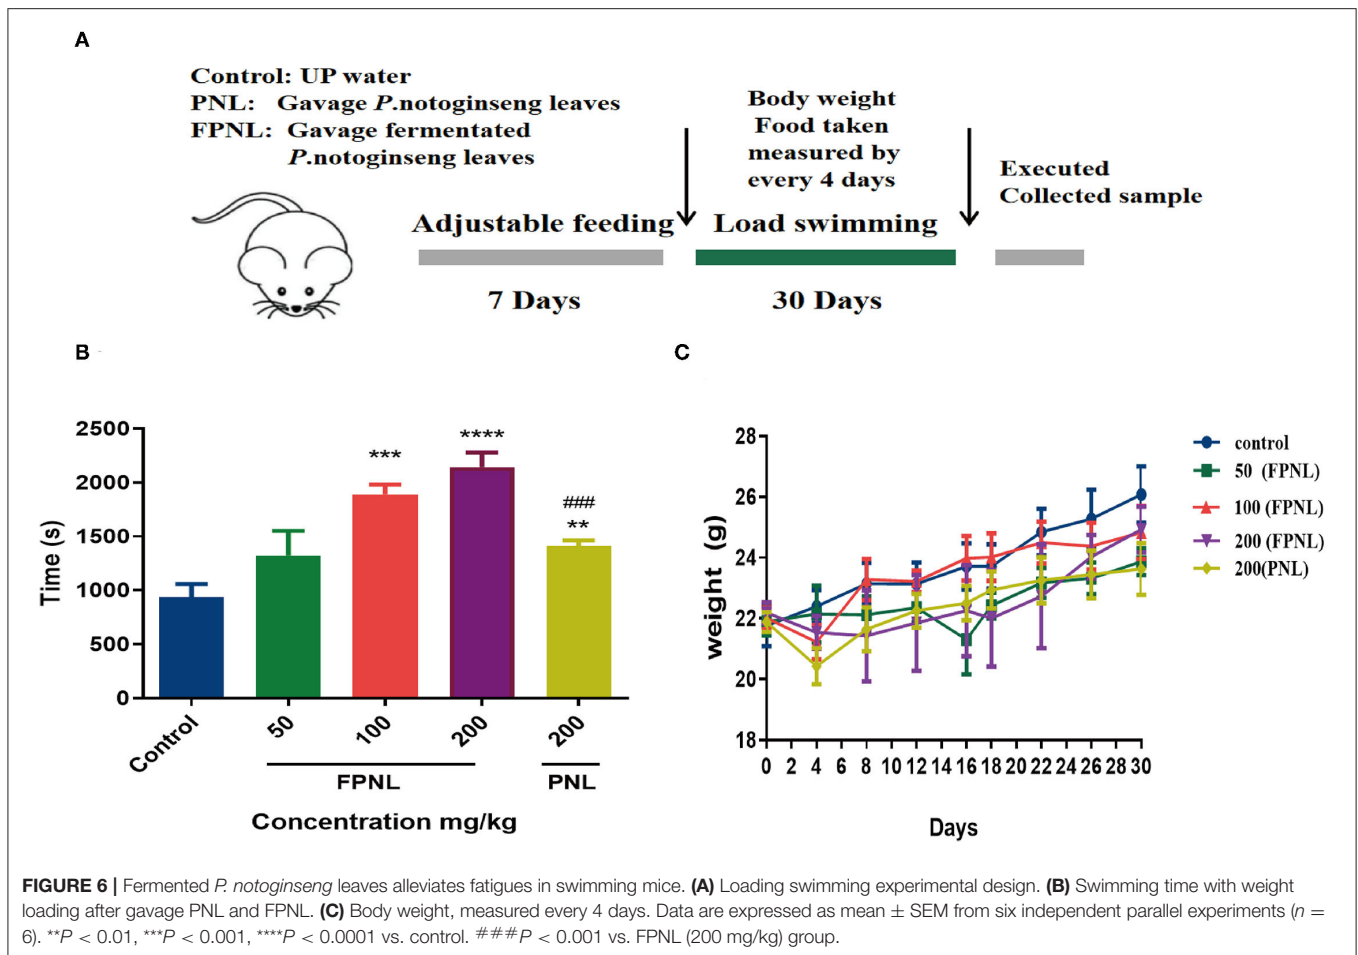 A
Control: UP water
PNL: Gavage P.notoginseng leaves
FPNL: Gavage fermentated
P.notoginseng leaves
Body weight
Food taken
measured by
every 4 days
Executed
Collected sample
Adjustable feeding
Load swimming
7 Days
30 Days
B
2500
2000
1500
1000
500
0
Time (s)
***
****
###
**
Control
50
100
200
200
FPNL
PNL
Concentration mg/kg
C
28
26
24
22
20
18
weight (g)
0 2 4 6 8 10 12 14 16 18 20 22 24 26 28 30
Days
control
50 (FPNL)
100 (FPNL)
200 (FPNL)
200(PNL)
FIGURE 6 | Fermented P. notoginseng leaves alleviates fatigues in swimming mice. (A) Loading swimming experimental design. (B) Swimming time with weight
loading after gavage PNL and FPNL. (C) Body weight, measured every 4 days. Data are expressed as mean ± SEM from six independent parallel experiments (n =
6). **P < 0.01, ***P < 0.001, ****P < 0.0001 vs. control. ###P < 0.001 vs. FPNL (200 mg/kg) group.